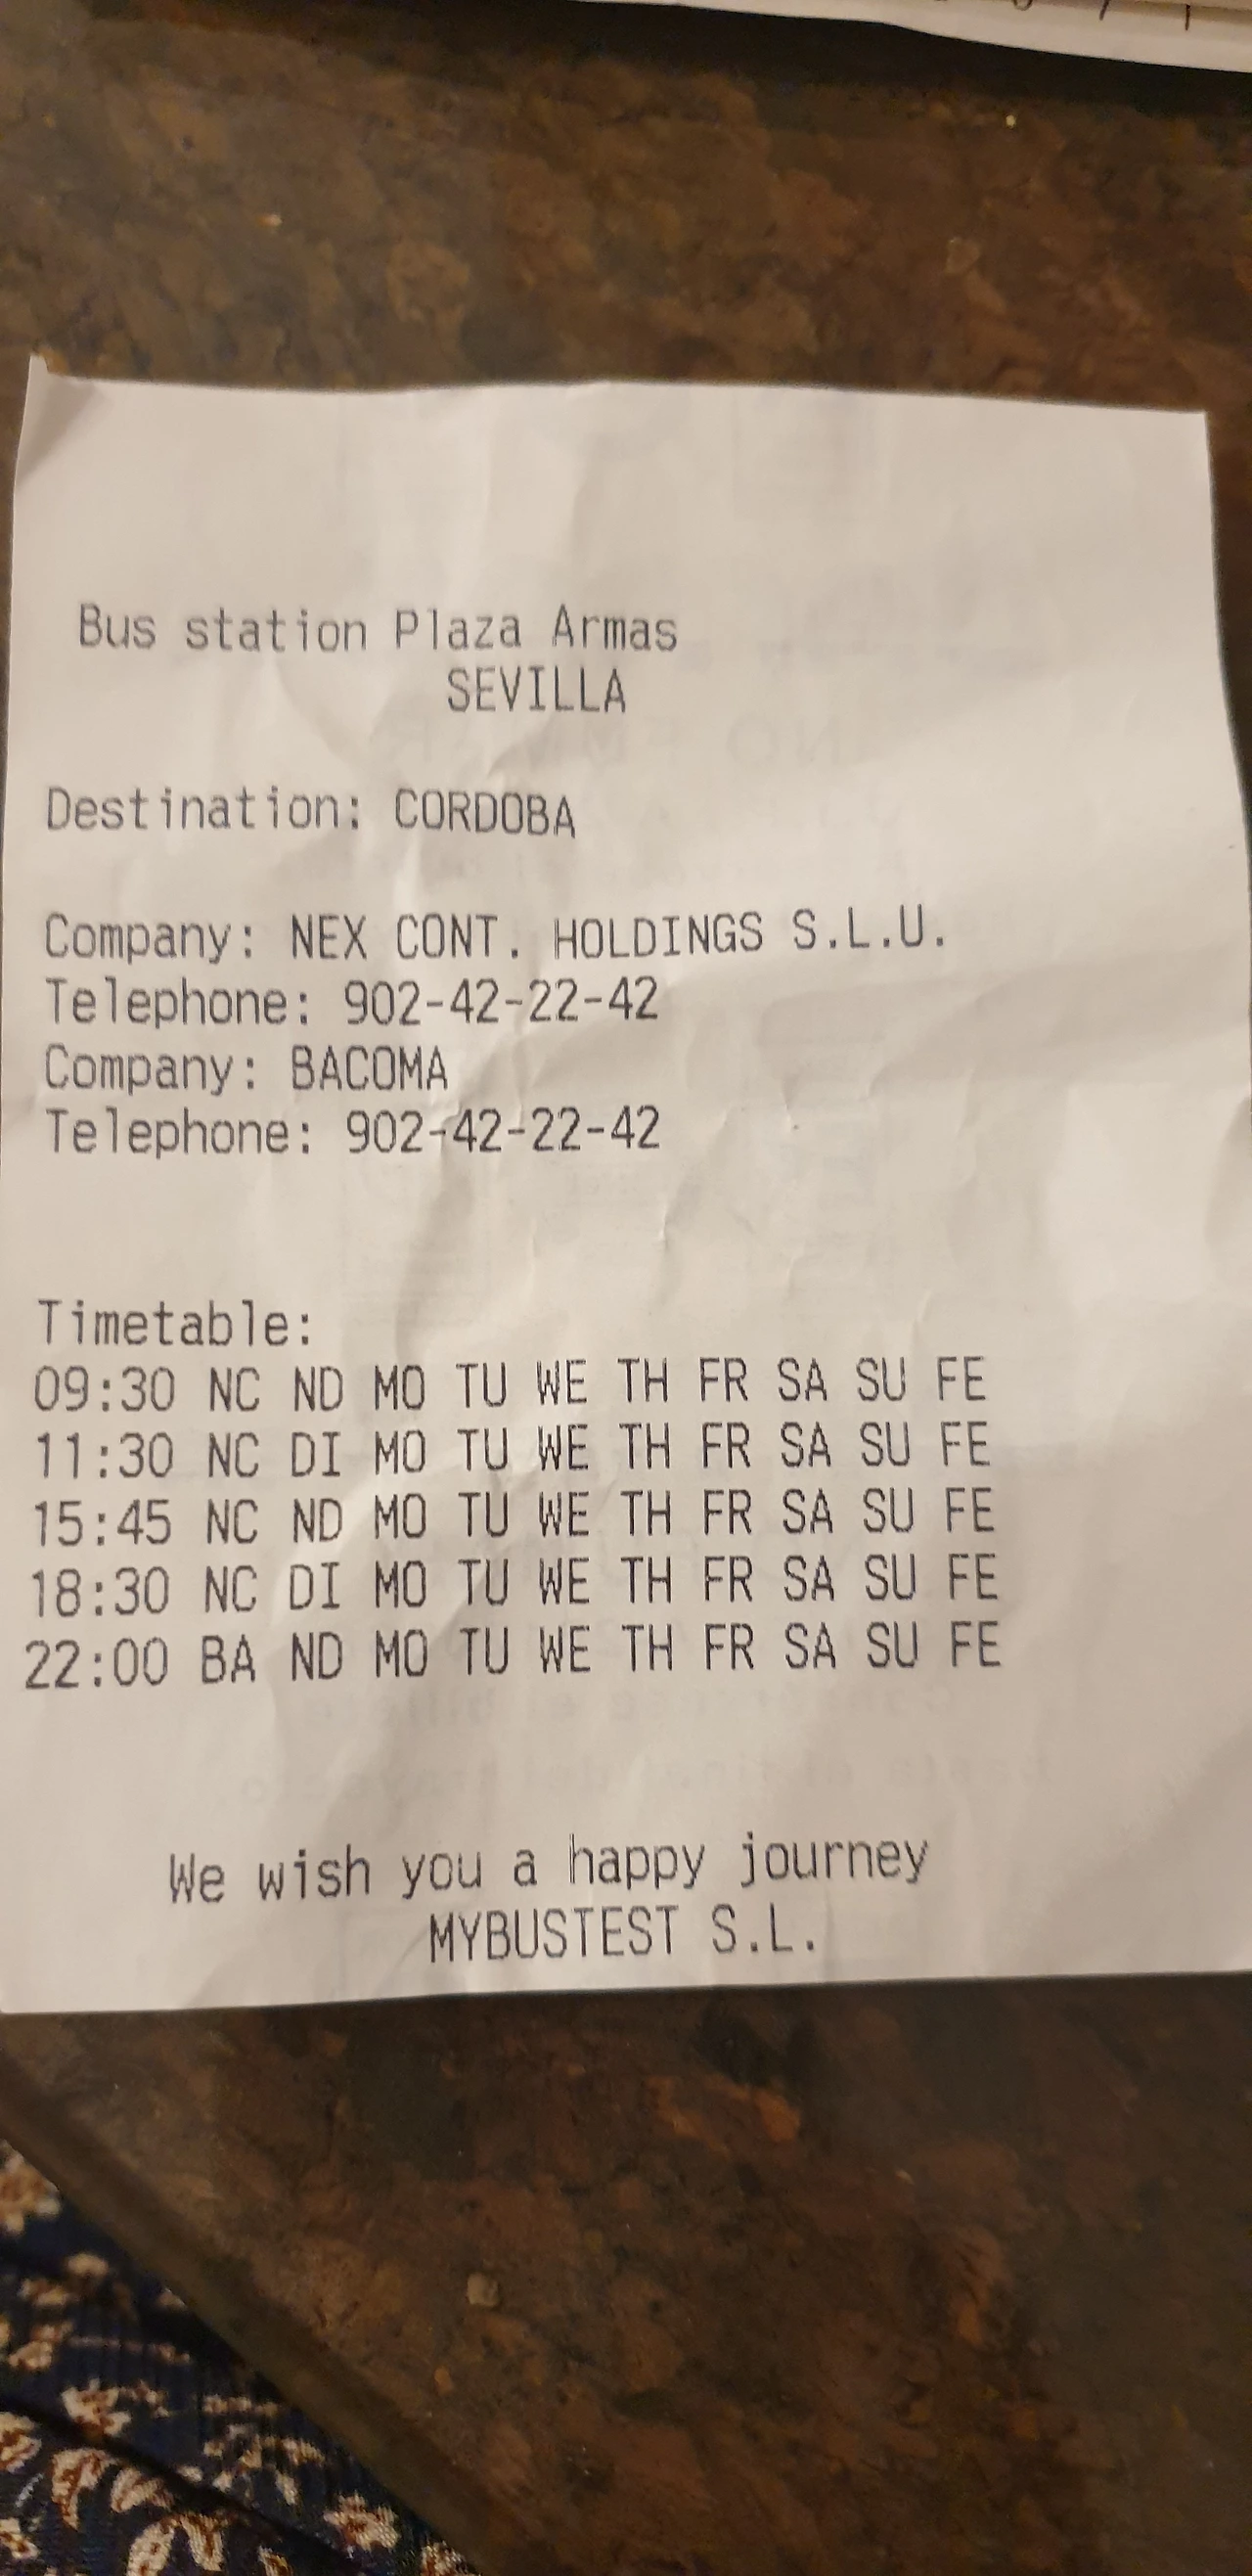 Bus station Plaza Armas
SEVILLA
Destination: CORDOBA
Company: NEX CONT. HOLDINGS S.L.U.
Telephone: 902-42-22-42
Company: BACOMA
Telephone: 902-42-22-42
Timetable:
09:30 NC ND MO TU WE TH FR SA SU FE
11:30 NC DI MO TU WE TH FR SA SU FE
15:45 NC ND MO TU WE TH FR SA SU FE
18:30 NC DI MO TU WE TH FR SA SU FE
22:00 BA ND MO TU WE TH FR SA SU FE
We wish you a happy journey
MYBUSTEST S.L.